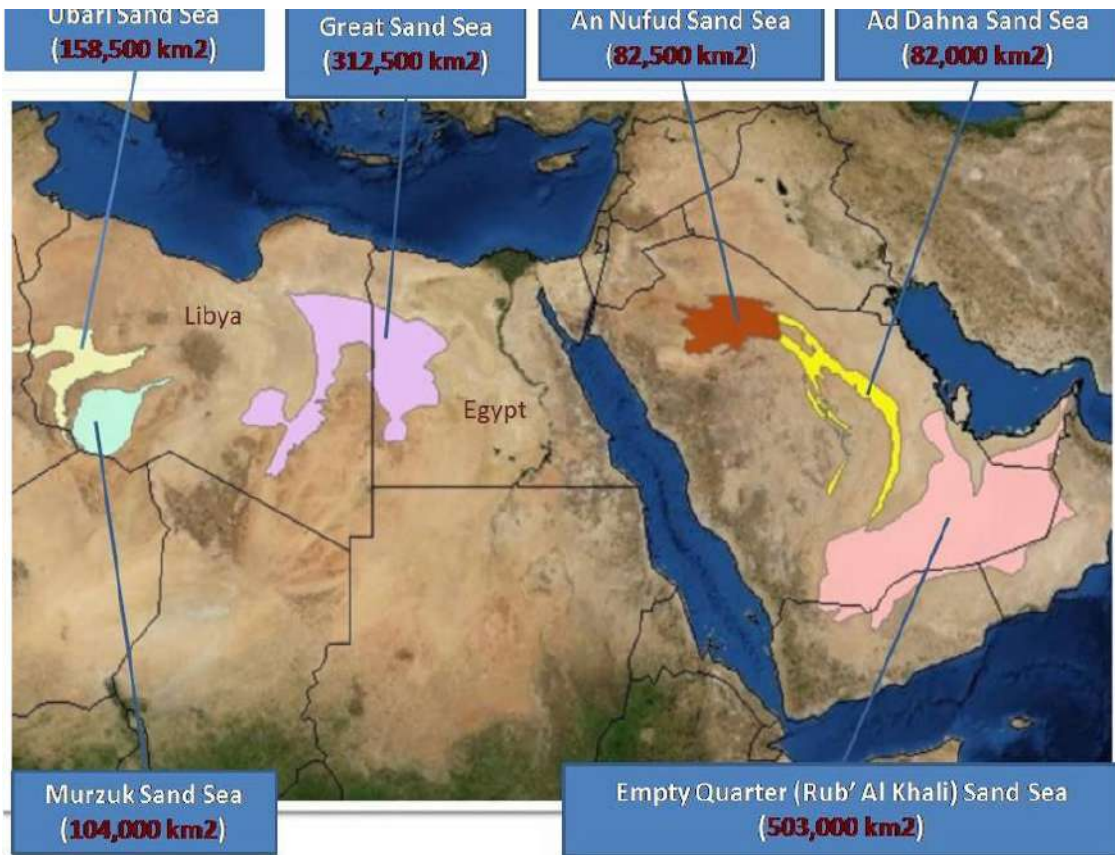 Ubari Sand Sea
(158,500 km2)
Great Sand Sea
(312,500 km2)
An Nufud Sand Sea
(82,500 km2)
Ad Dahna Sand Sea
(82,000 km2)
Libya
Egypt
Murzuk Sand Sea
(104,000 km2)
Empty Quarter (Rub’ Al Khali) Sand Sea
(503,000 km2)